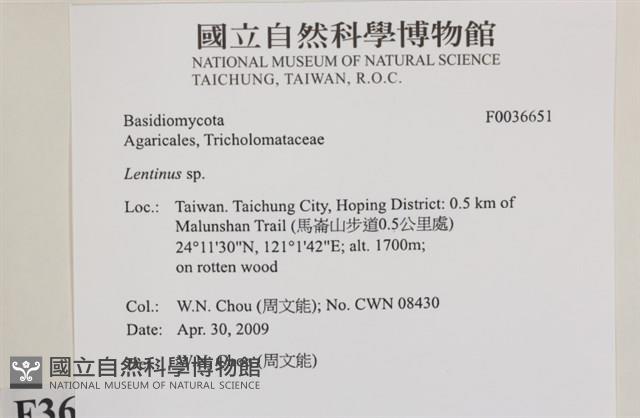 國立自然科學博物館
NATIONAL MUSEUM OF NATURAL SCIENCE
TAICHUNG, TAIWAN, R.O.C.
Basidiomycota F0036651
Agaricales, Tricholomataceae
Lentinus sp.
Loc.: Taiwan. Taichung City, Hoping District: 0.5 km of
Malunshan Trail (馬崙山步道0.5公里處)
24°11'30"N, 121°1'42"E; alt. 1700m;
on rotten wood
Col.: W.N. Chou (周文能); No. CWN 08430
Date: Apr. 30, 2009
W.N. Chou (周文能)
國立自然科學博物館
NATIONAL MUSEUM OF NATURAL SCIENCE
F36